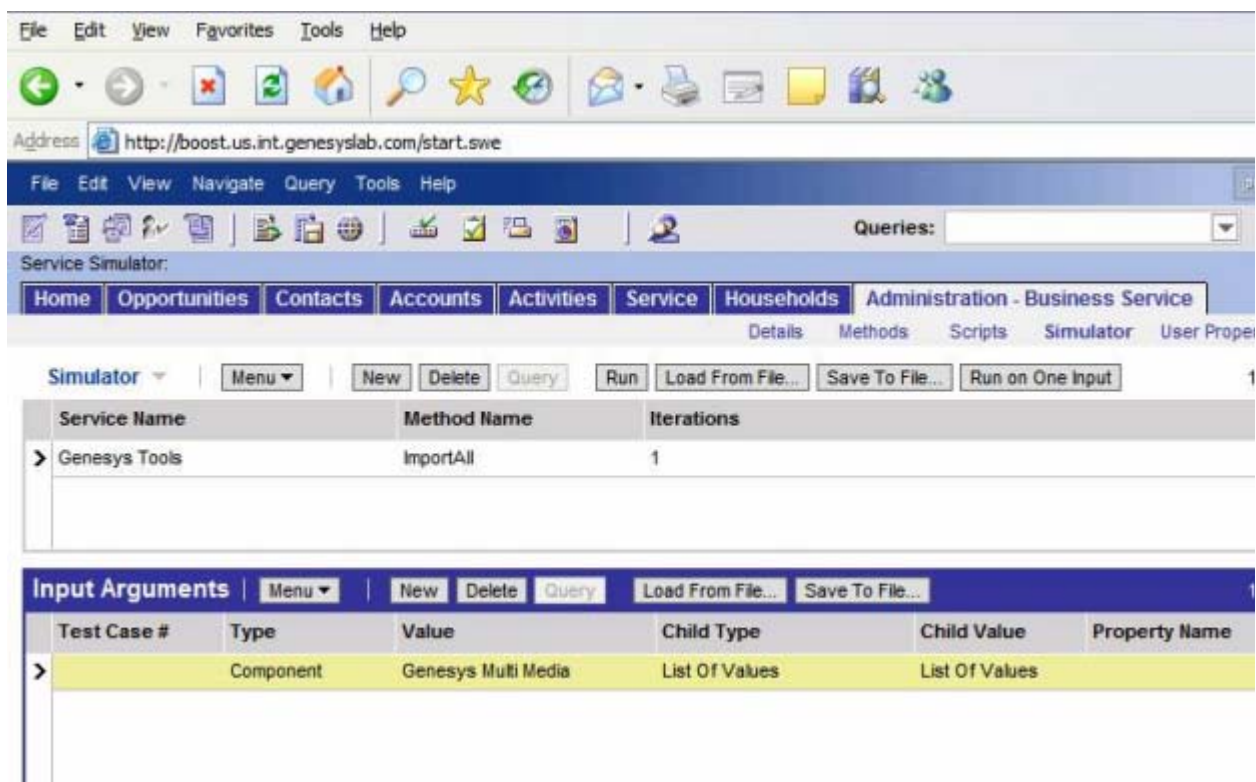 File Edit View Favorites Tools Help
Address http://boost.us.int.genesyslab.com/start.swe
File Edit View Navigate Query Tools Help
Queries:
Service Simulator:
Home Opportunities Contacts Accounts Activities Service Households Administration - Business Service
Details Methods Scripts Simulator User Proper
Simulator Menu New Delete Query Run Load From File... Save To File... Run on One Input 1
Service Name Method Name Iterations
Genesys Tools ImportAll 1
Input Arguments Menu New Delete Query Load From File... Save To File... 1
Test Case # Type Value Child Type Child Value Property Name
Component Genesys Multi Media List Of Values List Of Values